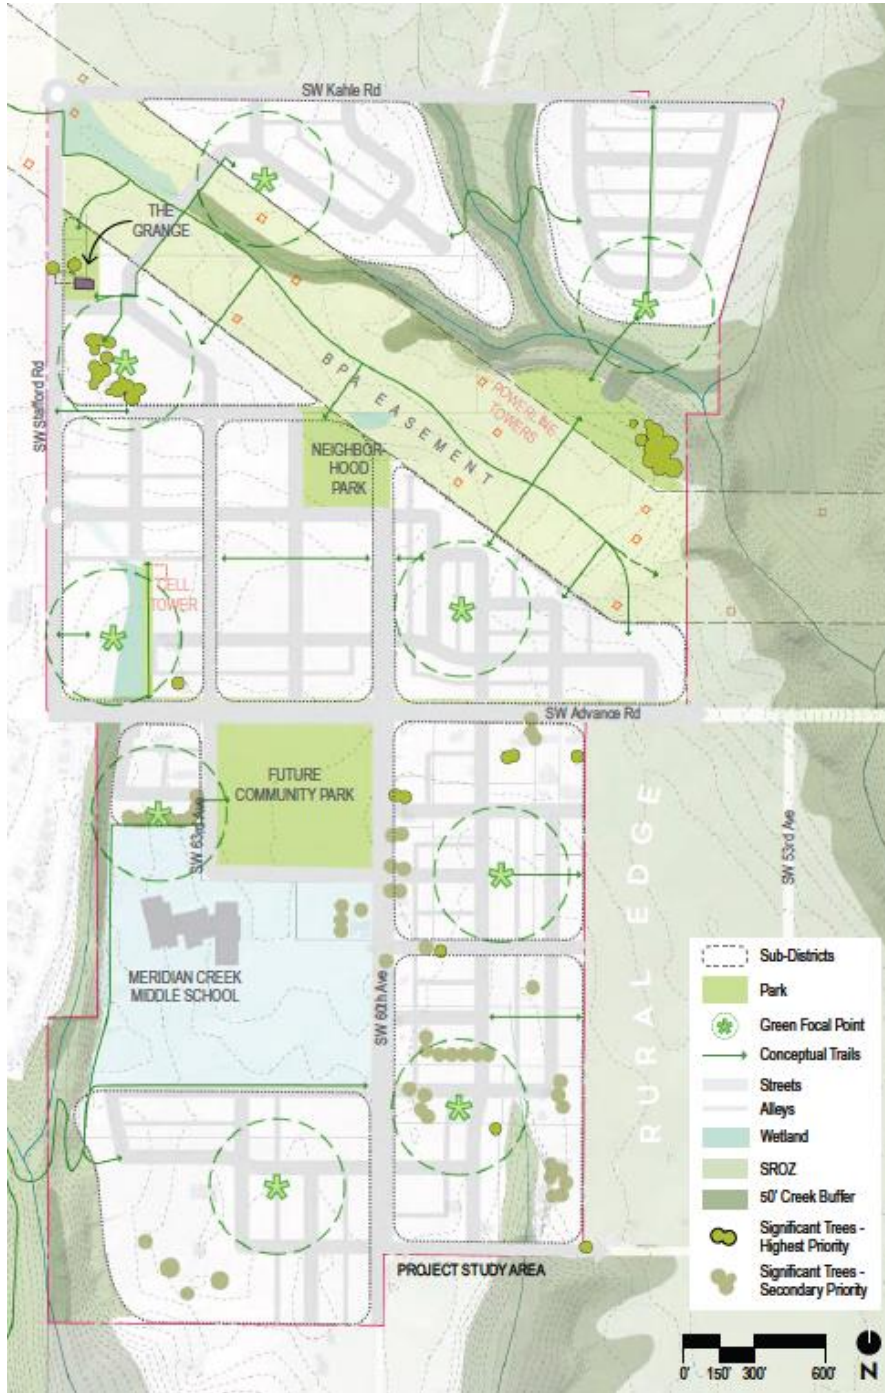 SW Kahle Rd
THE
GRANGE
SW Stafford Rd
BPA EASEMENT
POWERLINE
TOWERS
NEIGHBOR-
HOOD
PARK
CELL
TOWER
SW Advance Rd
FUTURE
COMMUNITY PARK
SW 63rd Ave
SW 53rd Ave
RURAL EDGE
MERIDIAN CREEK
MIDDLE SCHOOL
SW 60th Ave
PROJECT STUDY AREA
Sub-Districts
Park
Green Focal Point
Conceptual Trails
Streets
Alleys
Wetland
SROZ
50' Creek Buffer
Significant Trees -
Highest Priority
Significant Trees -
Secondary Priority
0' 150' 300' 600' N